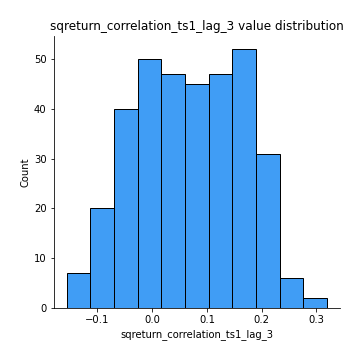 sqreturn_correlation_ts1_lag_3 value distribution
50
40
30
20
10
0
Count
−0.1 0.0 0.1 0.2 0.3
sqreturn_correlation_ts1_lag_3